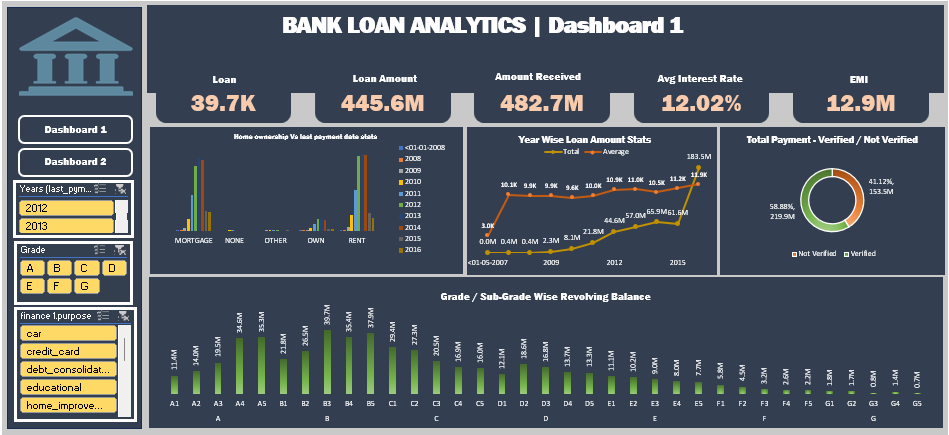 BANK LOAN ANALYTICS | Dashboard 1
Loan
39.7K
Loan Amount
445.6M
Amount Received
482.7M
Avg Interest Rate
12.02%
EMI
12.9M
Dashboard 1
Dashboard 2
Years (last_pym...
2012
2013
Grade
A B C D
E F G
finance 1.purpose
car
credit_card
debt_consolidat...
educational
home_improve...
Home ownership Vs last payment date stats
<01-01-2008
2008
2009
2010
2011
2012
2013
2014
2015
2016
MORTGAGE NONE OTHER OWN RENT
Year Wise Loan Amount Stats
Total Average
183.5M
3.0K 10.1K 9.9K 9.9K 9.6K 10.0K 10.9K 11.0K 10.5K 11.2K 11.9K
0.0M 0.4M 0.4M 2.3M 8.1M 21.8M 44.6M 57.0M 65.9M 61.6M
<01-05-2007 2009 2012 2015
Total Payment - Verified / Not Verified
41.12%,
153.5M
58.88%,
219.9M
Not Verified Verified
Grade / Sub-Grade Wise Revolving Balance
11.4M 14.0M 19.5M 34.6M 35.3M 21.8M 26.5M 39.7M 35.4M 37.9M 29.4M 27.3M 20.5M 16.9M 16.0M 12.1M 18.6M 16.8M 13.7M 13.3M 11.1M 10.2M 9.0M 8.0M 7.7M 5.8M 4.5M 3.2M 2.6M 2.2M 1.8M 1.7M 0.8M 1.4M 0.7M
A1 A2 A3 A4 A5 B1 B2 B3 B4 B5 C1 C2 C3 C4 C5 D1 D2 D3 D4 D5 E1 E2 E3 E4 E5 F1 F2 F3 F4 F5 G1 G2 G3 G4 G5
A B C D E F G